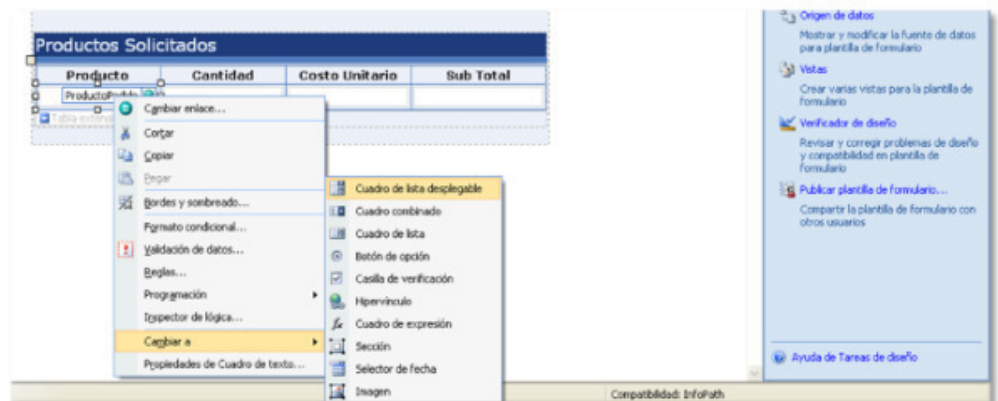 Productos Solicitados
Producto Cantidad Costo Unitario Sub Total
ProductoPedido
Tabla extensible
Cambiar enlace...
Cortar
Copiar
Pegar
Bordes y sombreado...
Formato condicional...
Validación de datos...
Reglas...
Programación
Inspector de lógica...
Cambiar a
Propiedades de Cuadro de texto...
Cuadro de lista desplegable
Cuadro combinado
Cuadro de lista
Botón de opción
Casilla de verificación
Hipervínculo
Cuadro de expresión
Sección
Selector de fecha
Imagen
Origen de datos
Mostrar y modificar la fuente de datos
para plantilla de formulario
Vistas
Crear varias vistas para la plantilla de
formulario
Verificador de diseño
Revisar y corregir problemas de diseño
y compatibilidad en plantilla de
formulario
Publicar plantilla de formulario...
Compartir la plantilla de formulario con
otros usuarios
Ayuda de Tareas de diseño
Compatibilidad: InfoPath